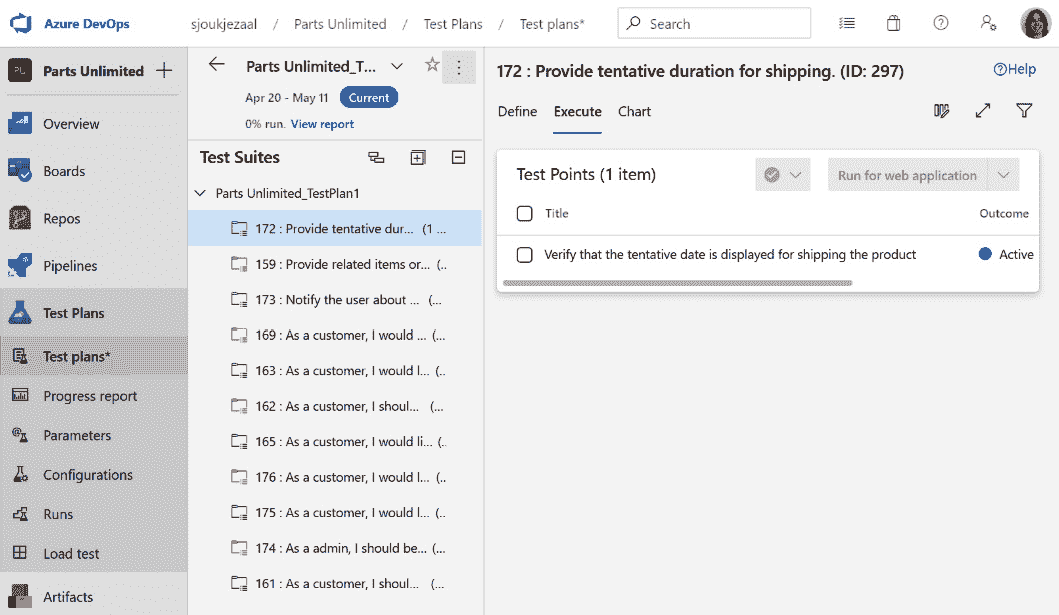 Azure DevOps
sjoukjezaal / Parts Unlimited / Test Plans / Test plans*
Search
PU Parts Unlimited
Overview
Boards
Repos
Pipelines
Test Plans
Test plans*
Progress report
Parameters
Configurations
Runs
Load test
Artifacts
Parts Unlimited_T...
Apr 20 - May 11 Current
0% run. View report
Test Suites
Parts Unlimited_TestPlan1
172 : Provide tentative dur... (1 ...
159 : Provide related items or... (..
173 : Notify the user about ... (...
169 : As a customer, I would ... (...
163 : As a customer, I would l... (..
162 : As a customer, I shoul... (...
165 : As a customer, I would li... (..
176 : As a customer, I would l... (..
175 : As a customer, I would l... (..
174 : As a admin, I should be... (...
161 : As a customer, I shoul... (...
172 : Provide tentative duration for shipping. (ID: 297)
Help
Define Execute Chart
Test Points (1 item)
Run for web application
Title Outcome
Verify that the tentative date is displayed for shipping the product Active